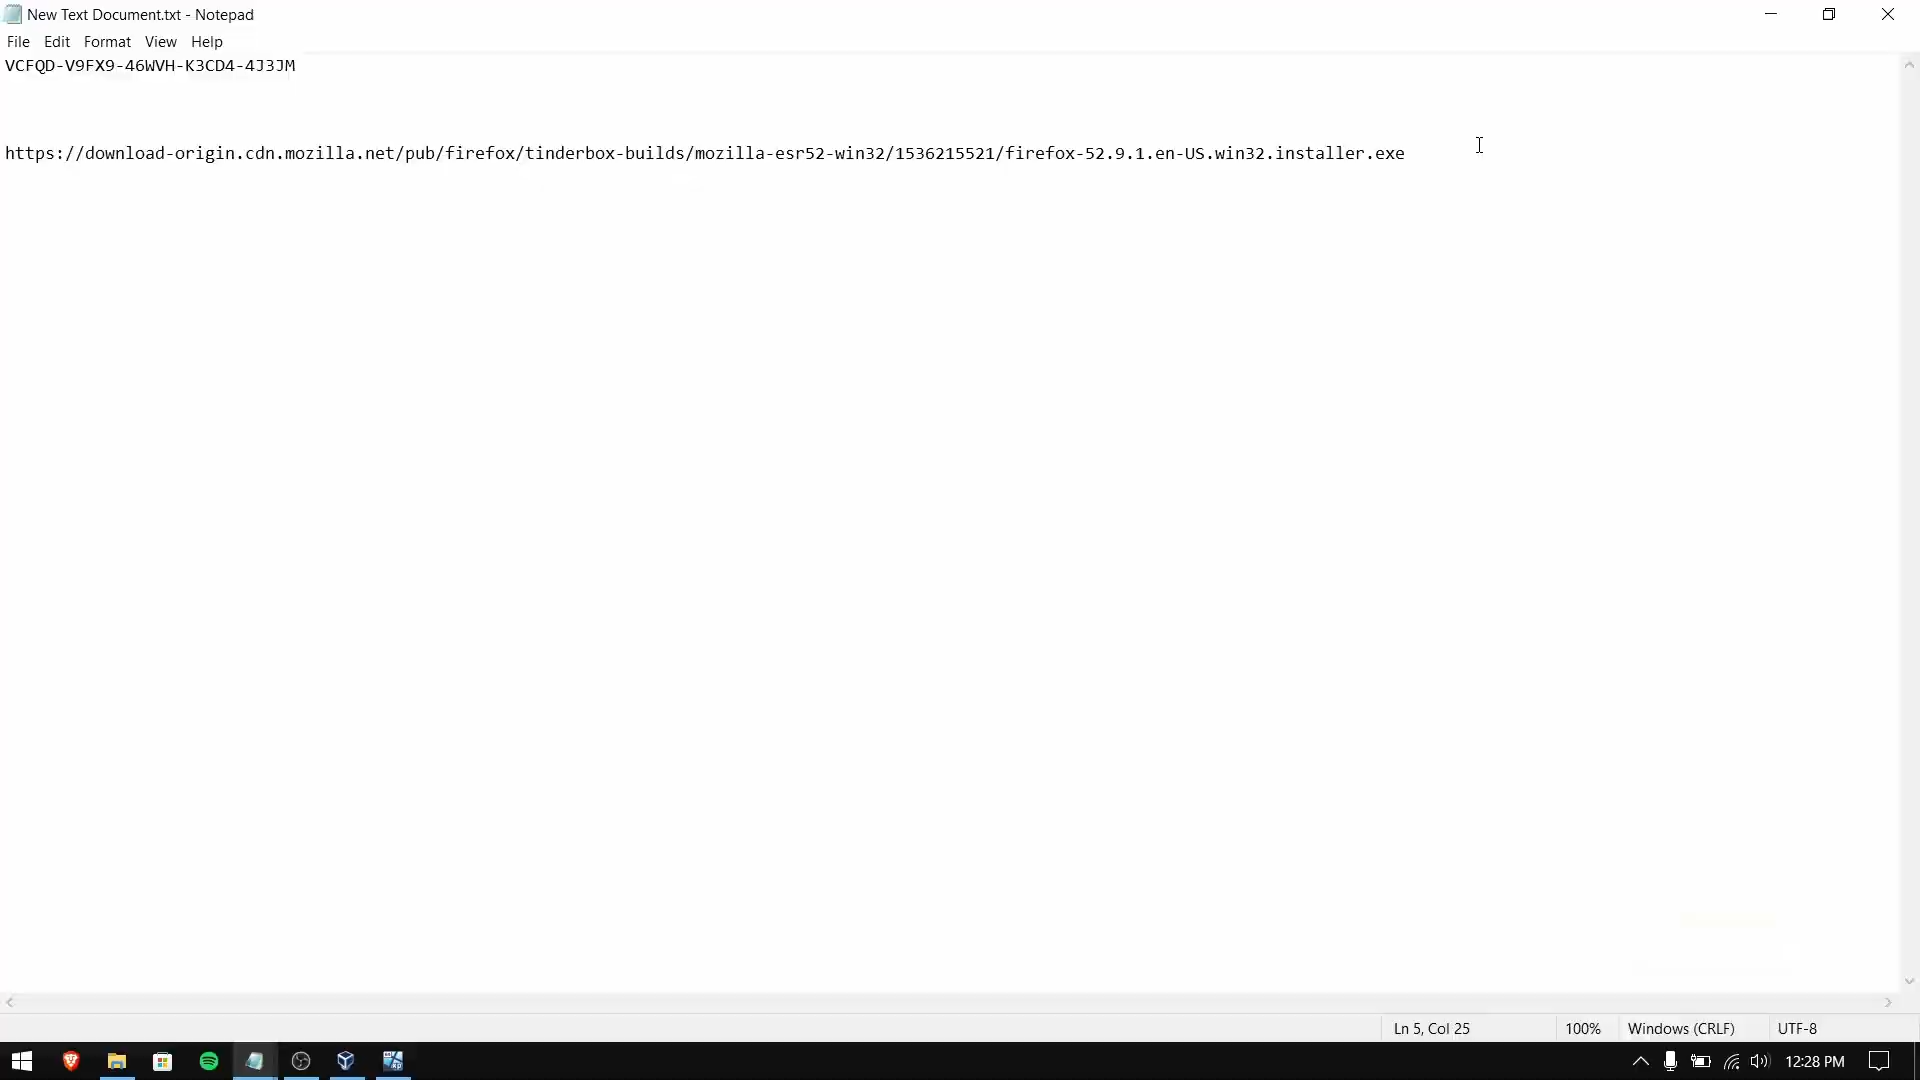 New Text Document.txt - Notepad
File Edit Format View Help
VCFQD-V9FX9-46WVH-K3CD4-4J3JM
https://download-origin.cdn.mozilla.net/pub/firefox/tinderbox-builds/mozilla-esr52-win32/1536215521/firefox-52.9.1.en-US.win32.installer.exe
Ln 5, Col 25 100% Windows (CRLF) UTF-8
12:28 PM